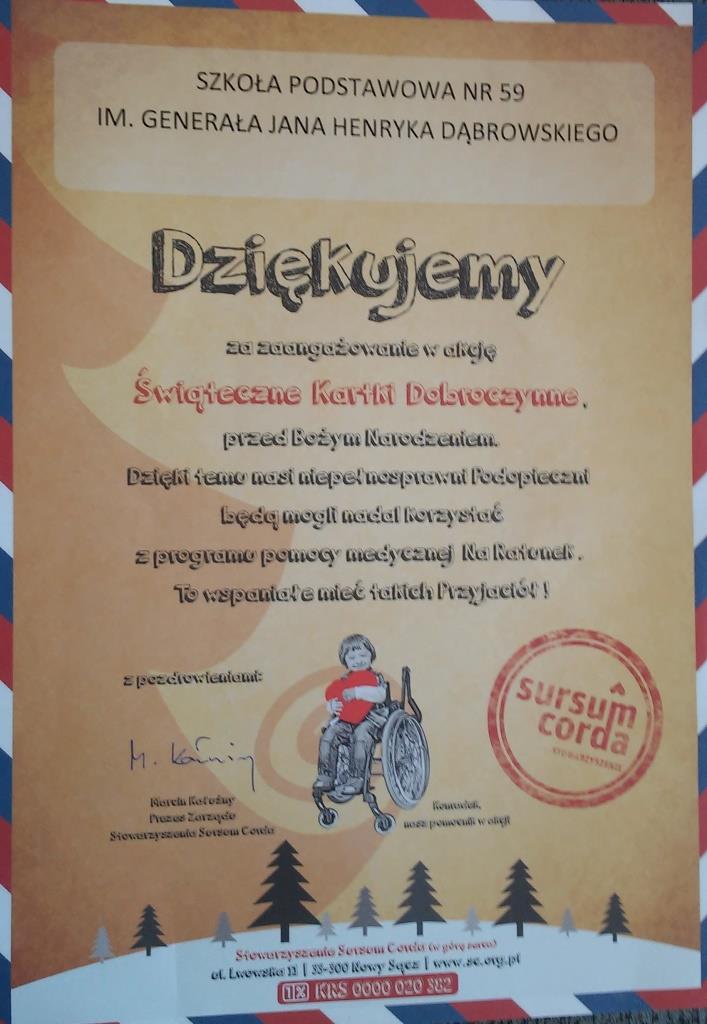 SZKOŁA PODSTAWOWA NR 59
IM. GENERAŁA JANA HENRYKA DĄBROWSKIEGO
Dziękujemy
za zaangażowanie w akcję
Świąteczne Kartki Dobroczynne,
przed Bożym Narodzeniem.
Dzięki temu nasi niepełnosprawni Podopieczni
będą mogli nadal korzystać
z programu pomocy medycznej Na Ratunek.
To wspaniałe mieć takich Przyjaciół!
z pozdrowieniami:
sursum
corda
STOWARZYSZENIE
M.
Marcin Kałużny
Prezes Zarządu
Stowarzyszenia Sursum Corda
nasz pomocnik w akcji
Stowarzyszenie Sursum Corda (w górę serca)
ul. Lwowska 11 | 33-300 Nowy Sącz | www.sc.org.pl
1% KRS 0000 020 382